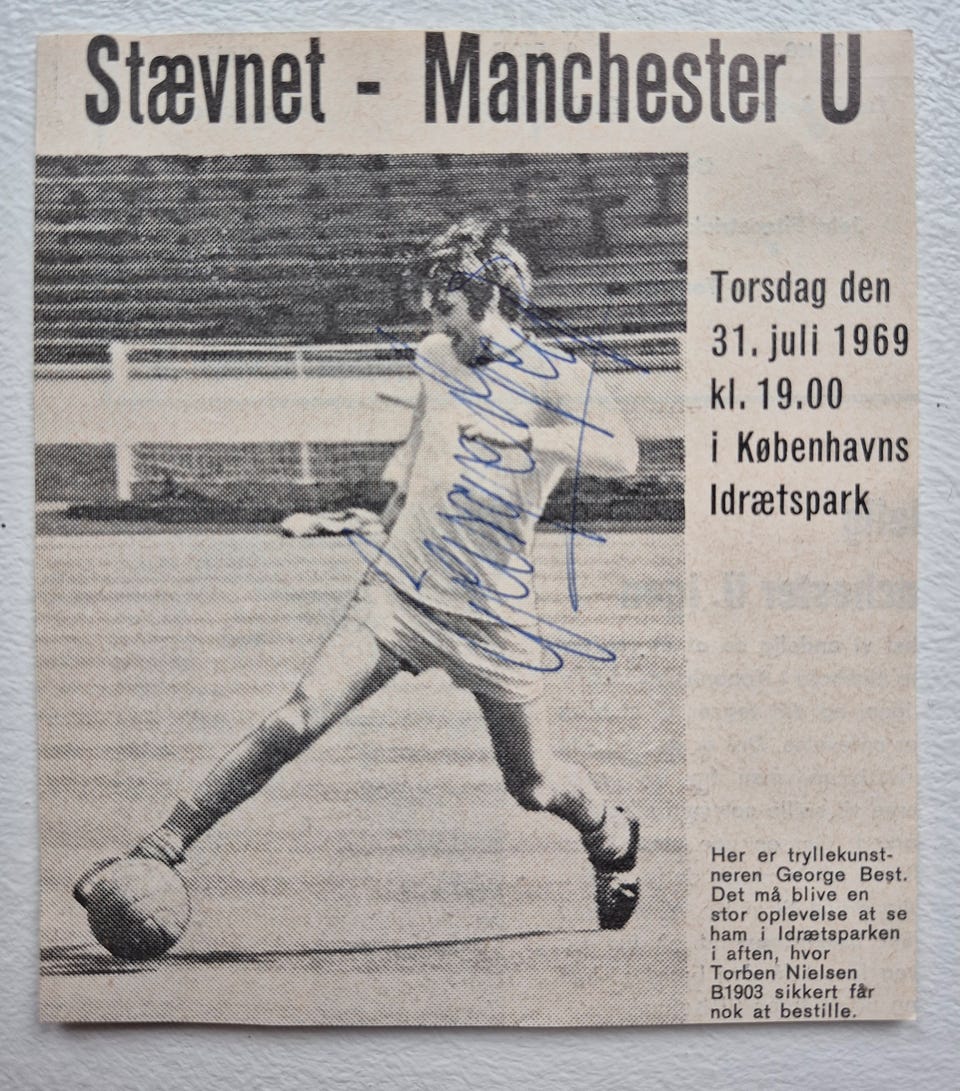 Stævnet - Manchester U
Torsdag den
31. juli 1969
kl. 19.00
i Københavns
Idrætspark
Her er tryllekunst-
neren George Best.
Det må blive en
stor oplevelse at se
ham i Idrætsparken
i aften, hvor
Torben Nielsen
B1903 sikkert får
nok at bestille.